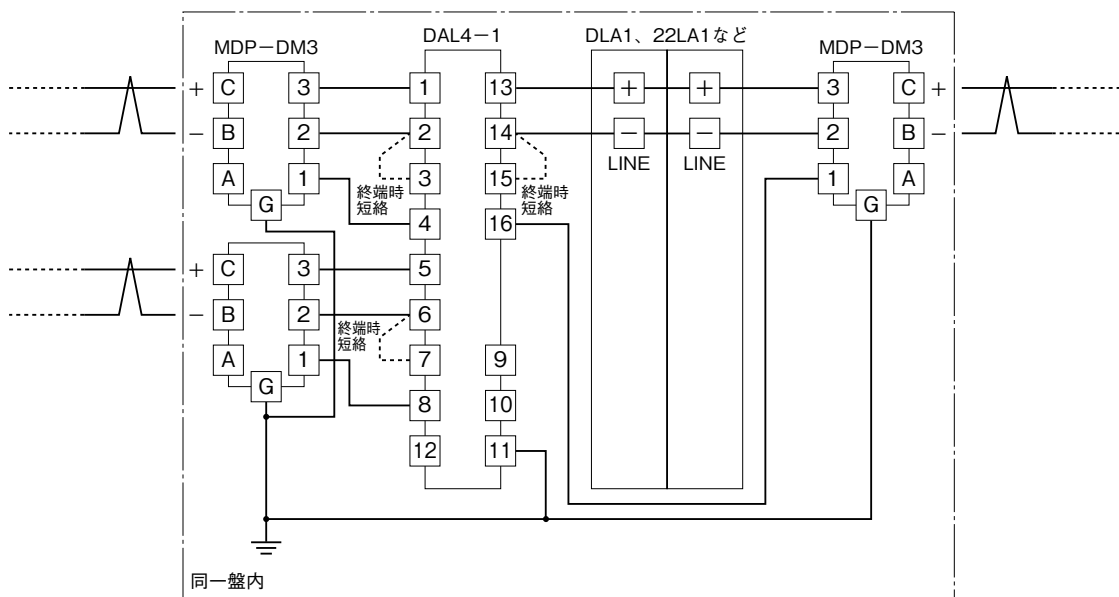 MDP−DM3
DAL4−1
DLA1、22LA1など
MDP−DM3
+ C 3 1 13 + + 3 C +
− B 2 2 14 − − 2 B −
LINE LINE
A 1 3 15 1 A
終端時
短絡
終端時
短絡
G 4 16 G
+ C 3 5
− B 2 6
終端時
短絡
A 1 7 9
G 8 10
12 11
同一盤内